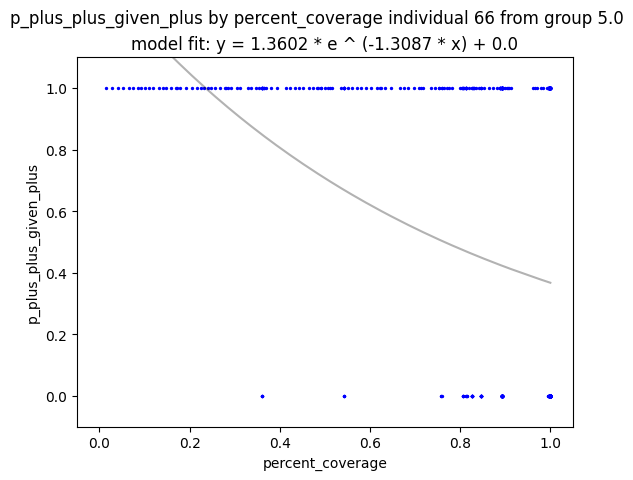 p_plus_plus_given_plus by percent_coverage individual 66 from group 5.0
model fit: y = 1.3602 * e ^ (-1.3087 * x) + 0.0
1.0
0.8
0.6
0.4
0.2
0.0
p_plus_plus_given_plus
0.0 0.2 0.4 0.6 0.8 1.0
percent_coverage